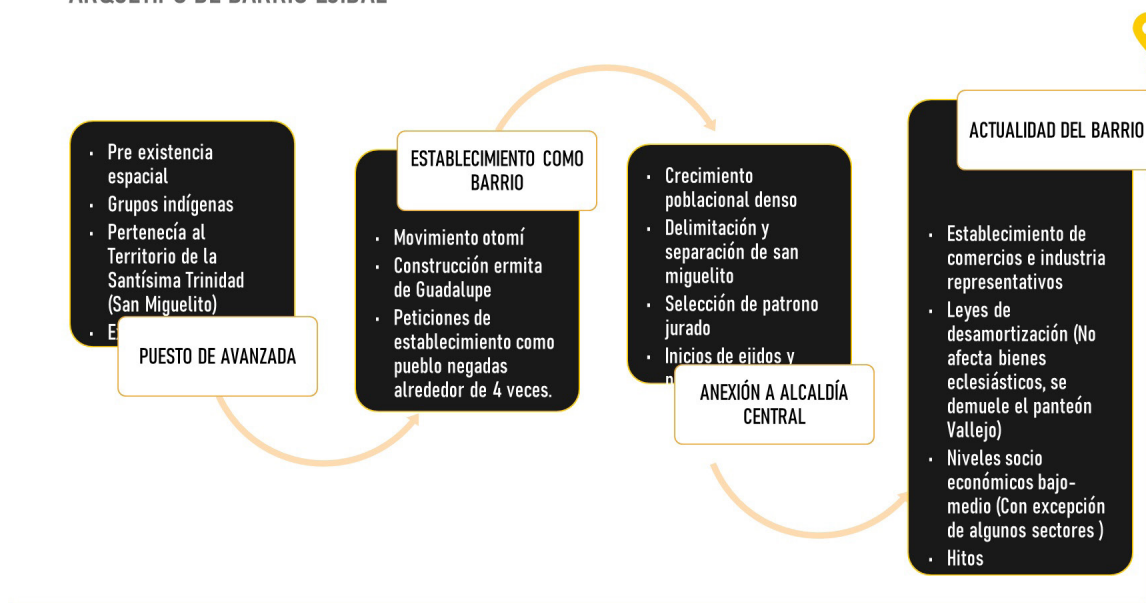 · Pre existencia
espacial
· Grupos indígenas
· Pertenecía al
Territorio de la
Santísima Trinidad
(San Miguelito)
·
PUESTO DE AVANZADA
ESTABLECIMIENTO COMO
BARRIO
· Movimiento otomí
· Construcción ermita
de Guadalupe
· Peticiones de
establecimiento como
pueblo negadas
alrededor de 4 veces.
· Crecimiento
poblacional denso
· Delimitación y
separación de san
miguelito
· Selección de patrono
jurado
· Inicios de ejidos y
ANEXIÓN A ALCALDÍA
CENTRAL
ACTUALIDAD DEL BARRIO
· Establecimiento de
comercios e industria
representativos
· Leyes de
desamortización (No
afecta bienes
eclesiásticos, se
demuele el panteón
Vallejo)
· Niveles socio
económicos bajo-
medio (Con excepción
de algunos sectores )
· Hitos